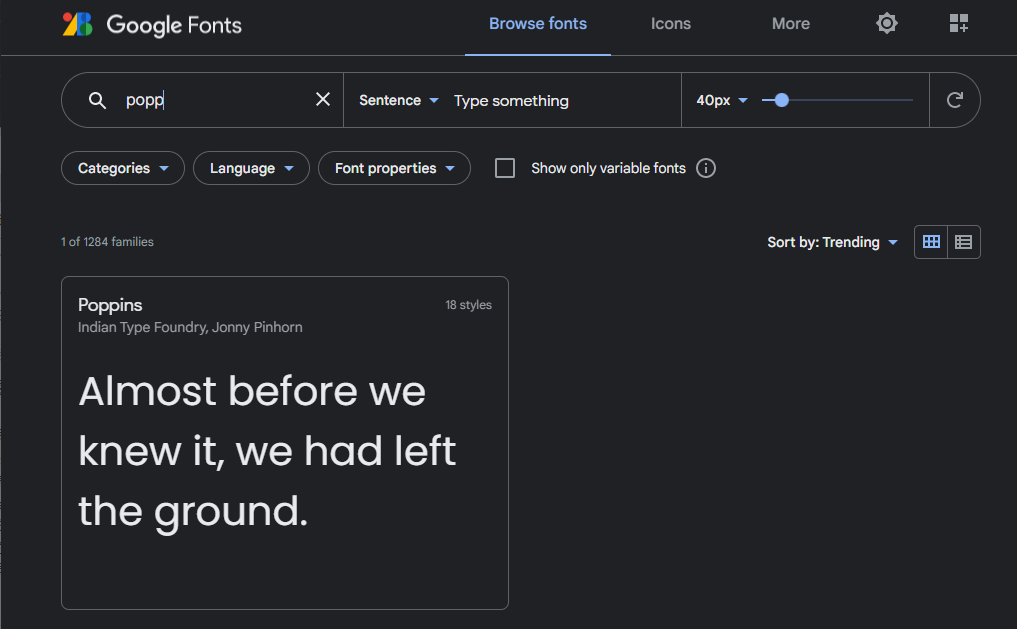 Google Fonts
Browse fonts
Icons
More
popp
Sentence
Type something
40px
Categories
Language
Font properties
Show only variable fonts
1 of 1284 families
Sort by: Trending
Poppins
18 styles
Indian Type Foundry, Jonny Pinhorn
Almost before we
knew it, we had left
the ground.